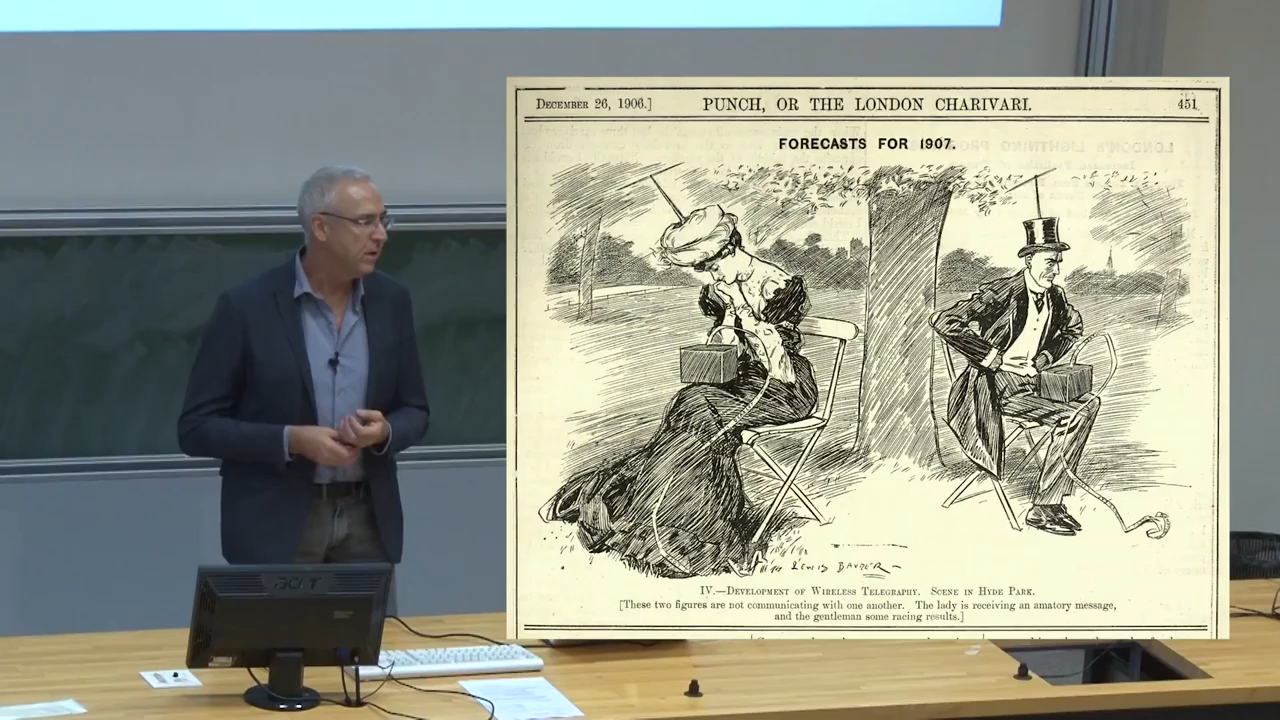 DECEMBER 26, 1906.] PUNCH, OR THE LONDON CHARIVARI. 451
FORECASTS FOR 1907.
LEWIS BAUMER
IV.—DEVELOPMENT OF WIRELESS TELEGRAPHY. SCENE IN HYDE PARK.
[These two figures are not communicating with one another. The lady is receiving an amatory message,
and the gentleman some racing results.]
acer